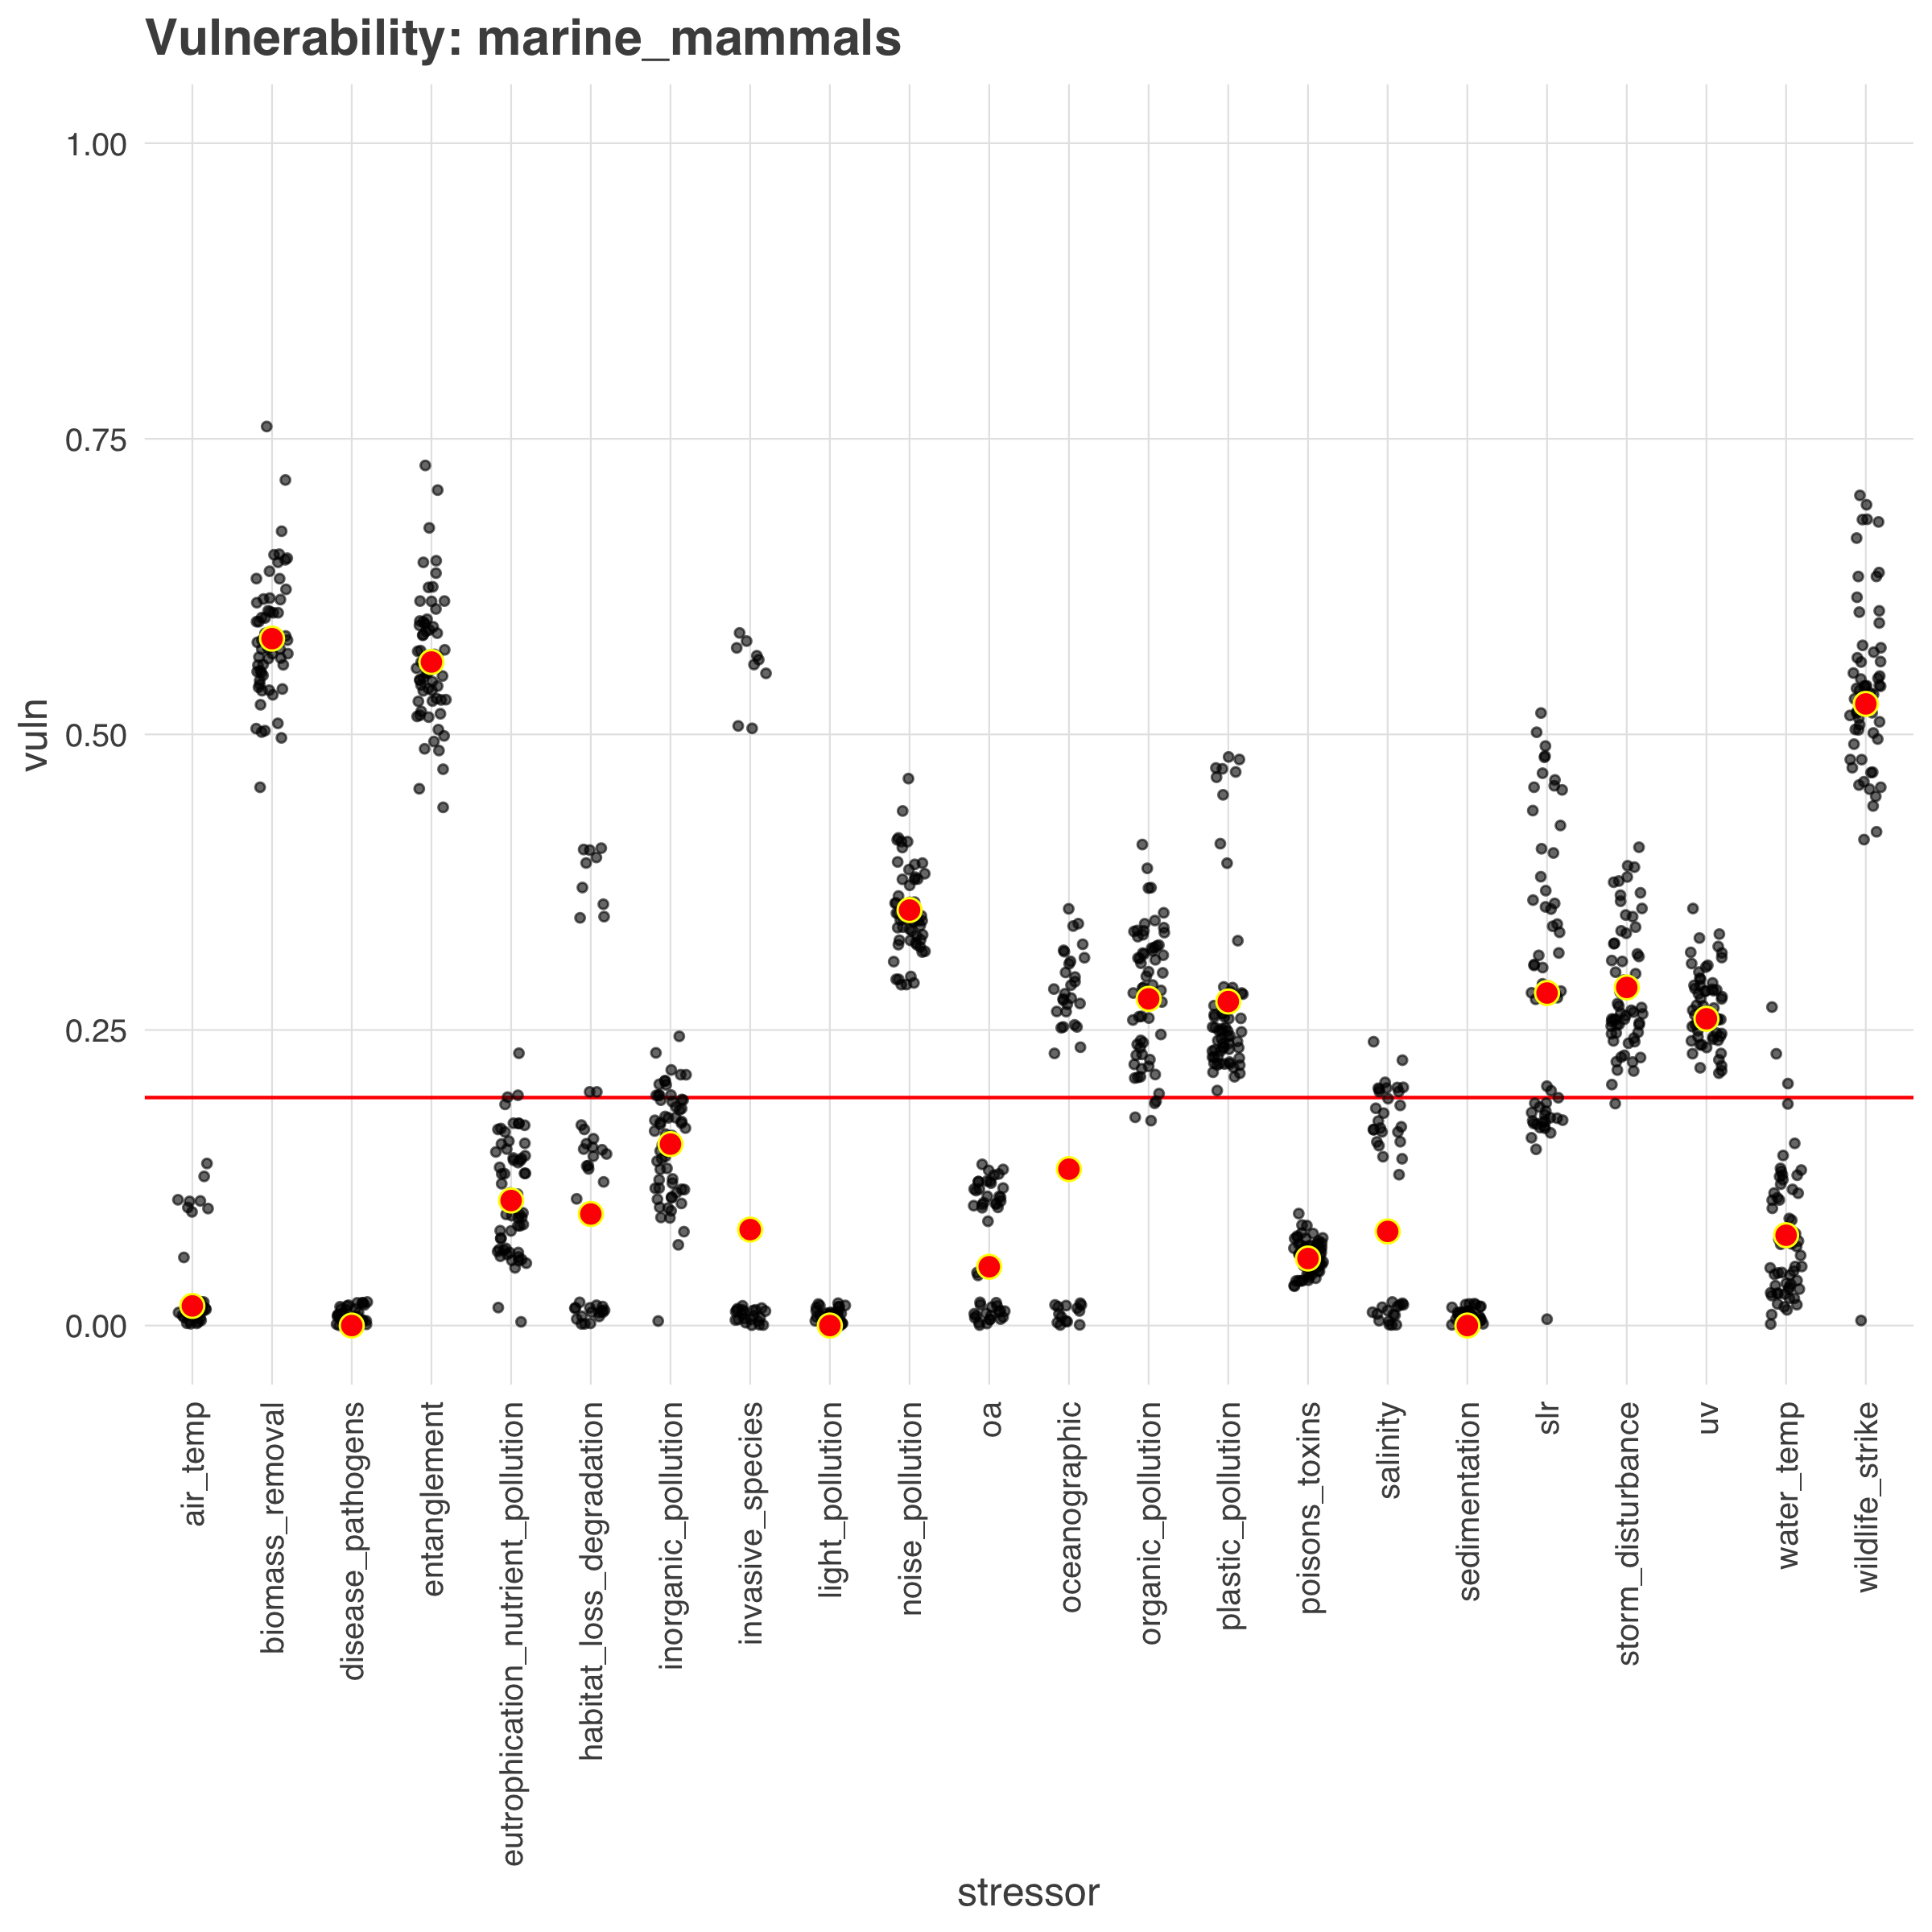 Vulnerability: marine_mammals
1.00
0.75
0.50
0.25
0.00
vuln
air_temp
biomass_removal
disease_pathogens
entanglement
eutrophication_nutrient_pollution
habitat_loss_degradation
inorganic_pollution
invasive_species
light_pollution
noise_pollution
oa
oceanographic
organic_pollution
plastic_pollution
poisons_toxins
salinity
sedimentation
slr
storm_disturbance
uv
water_temp
wildlife_strike
stressor